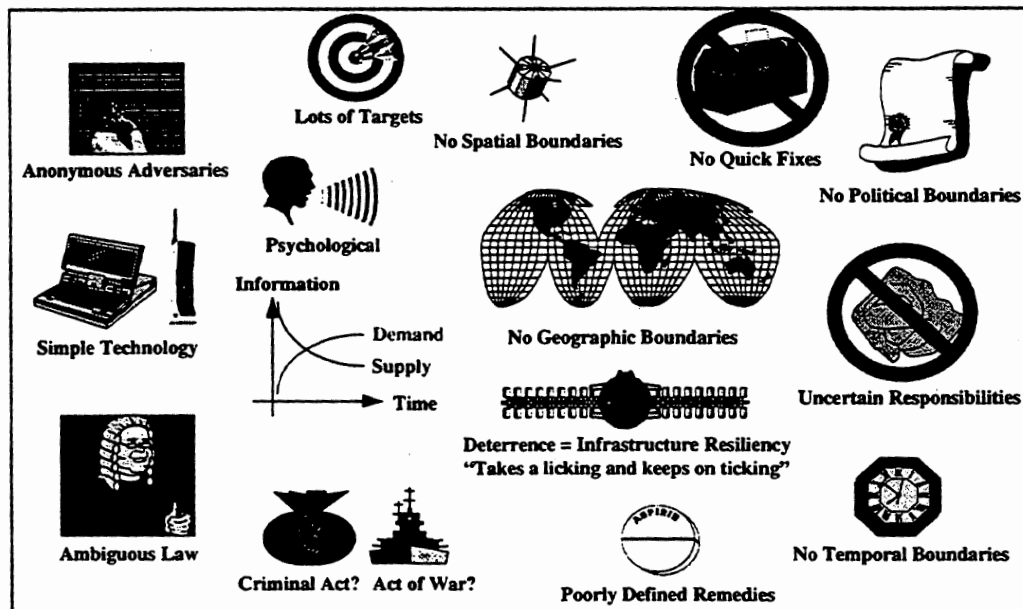 Lots of Targets
No Spatial Boundaries
No Quick Fixes
Anonymous Adversaries
No Political Boundaries
Psychological
Information
Demand
Supply
Time
Simple Technology
No Geographic Boundaries
Uncertain Responsibilities
Deterrence = Infrastructure Resiliency
“Takes a licking and keeps on ticking”
Ambiguous Law
Criminal Act?
Act of War?
ASPIRIN
Poorly Defined Remedies
No Temporal Boundaries